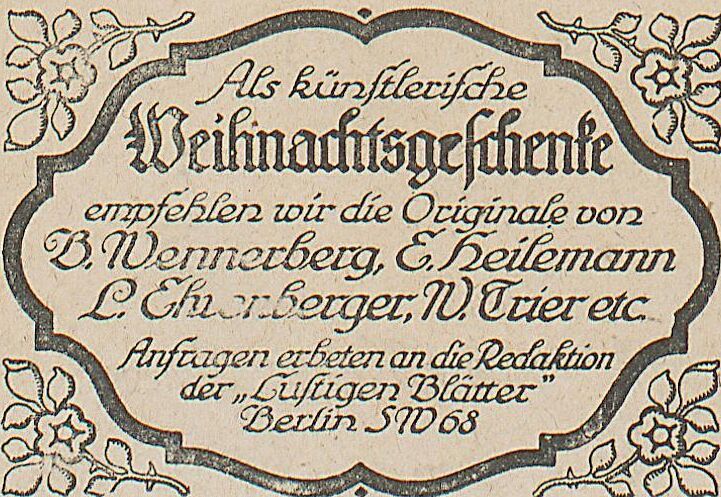 Als künstlerische
Weihnachtsgeschenke
empfehlen wir die Originale von
B. Wennerberg, E. Heilemann
L. Ehrenberger, W. Trier etc.
Anfragen erbeten an die Redaktion
der „Lustigen Blätter"
Berlin SW 68